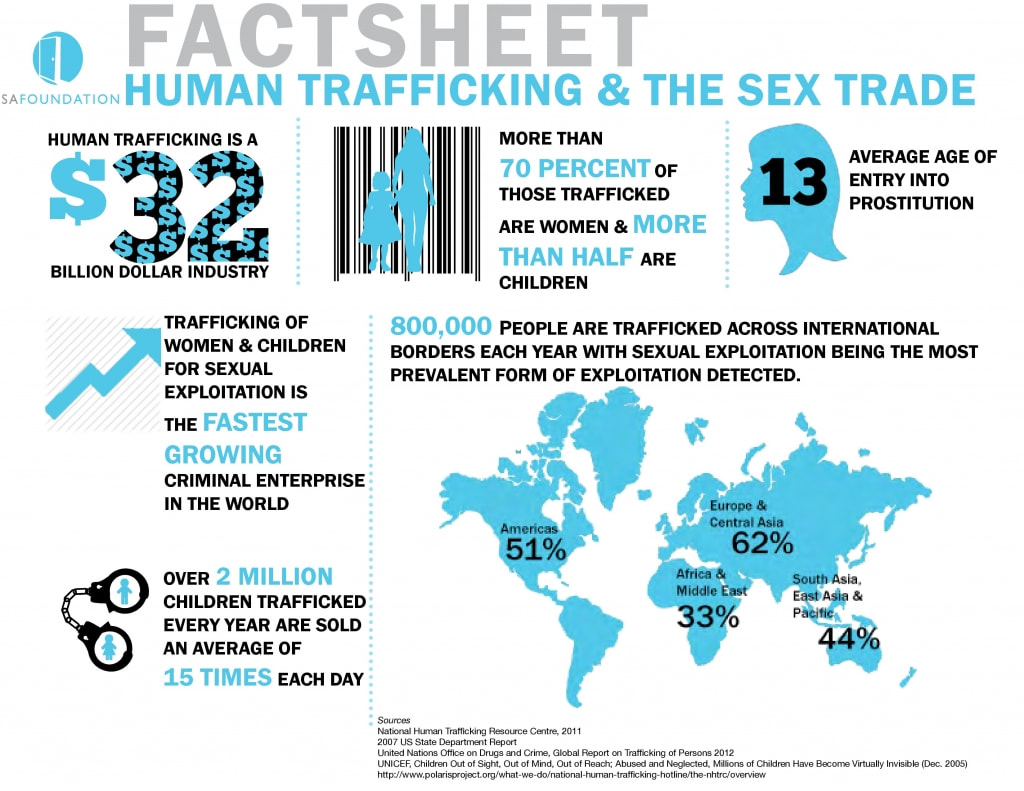 FACTSHEET
SAFOUNDATION
HUMAN TRAFFICKING & THE SEX TRADE
HUMAN TRAFFICKING IS A
$32
BILLION DOLLAR INDUSTRY
MORE THAN
70 PERCENT OF
THOSE TRAFFICKED
ARE WOMEN & MORE
THAN HALF ARE
CHILDREN
13
AVERAGE AGE OF
ENTRY INTO
PROSTITUTION
TRAFFICKING OF
WOMEN & CHILDREN
FOR SEXUAL
EXPLOITATION IS
THE FASTEST
GROWING
CRIMINAL ENTERPRISE
IN THE WORLD
OVER 2 MILLION
CHILDREN TRAFFICKED
EVERY YEAR ARE SOLD
AN AVERAGE OF
15 TIMES EACH DAY
800,000 PEOPLE ARE TRAFFICKED ACROSS INTERNATIONAL
BORDERS EACH YEAR WITH SEXUAL EXPLOITATION BEING THE MOST
PREVALENT FORM OF EXPLOITATION DETECTED.
Americas
51%
Europe &
Central Asia
62%
Africa &
Middle East
33%
South Asia,
East Asia &
Pacific
44%
Sources
National Human Trafficking Resource Centre, 2011
2007 US State Department Report
United Nations Office on Drugs and Crime, Global Report on Trafficking of Persons 2012
UNICEF, Children Out of Sight, Out of Mind, Out of Reach; Abused and Neglected, Millions of Children Have Become Virtually Invisible (Dec. 2005)
http://www.polarisproject.org/what-we-do/national-human-trafficking-hotline/the-nhtrc/overview